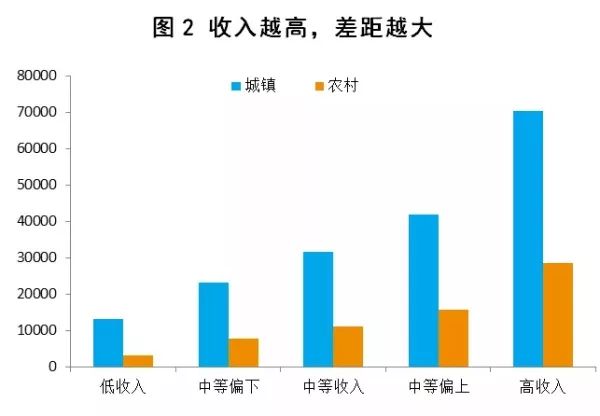 图 2 收入越高，差距越大
80000
城镇
农村
70000
60000
50000
40000
30000
20000
10000
0
低收入
中等偏下
中等收入
中等偏上
高收入